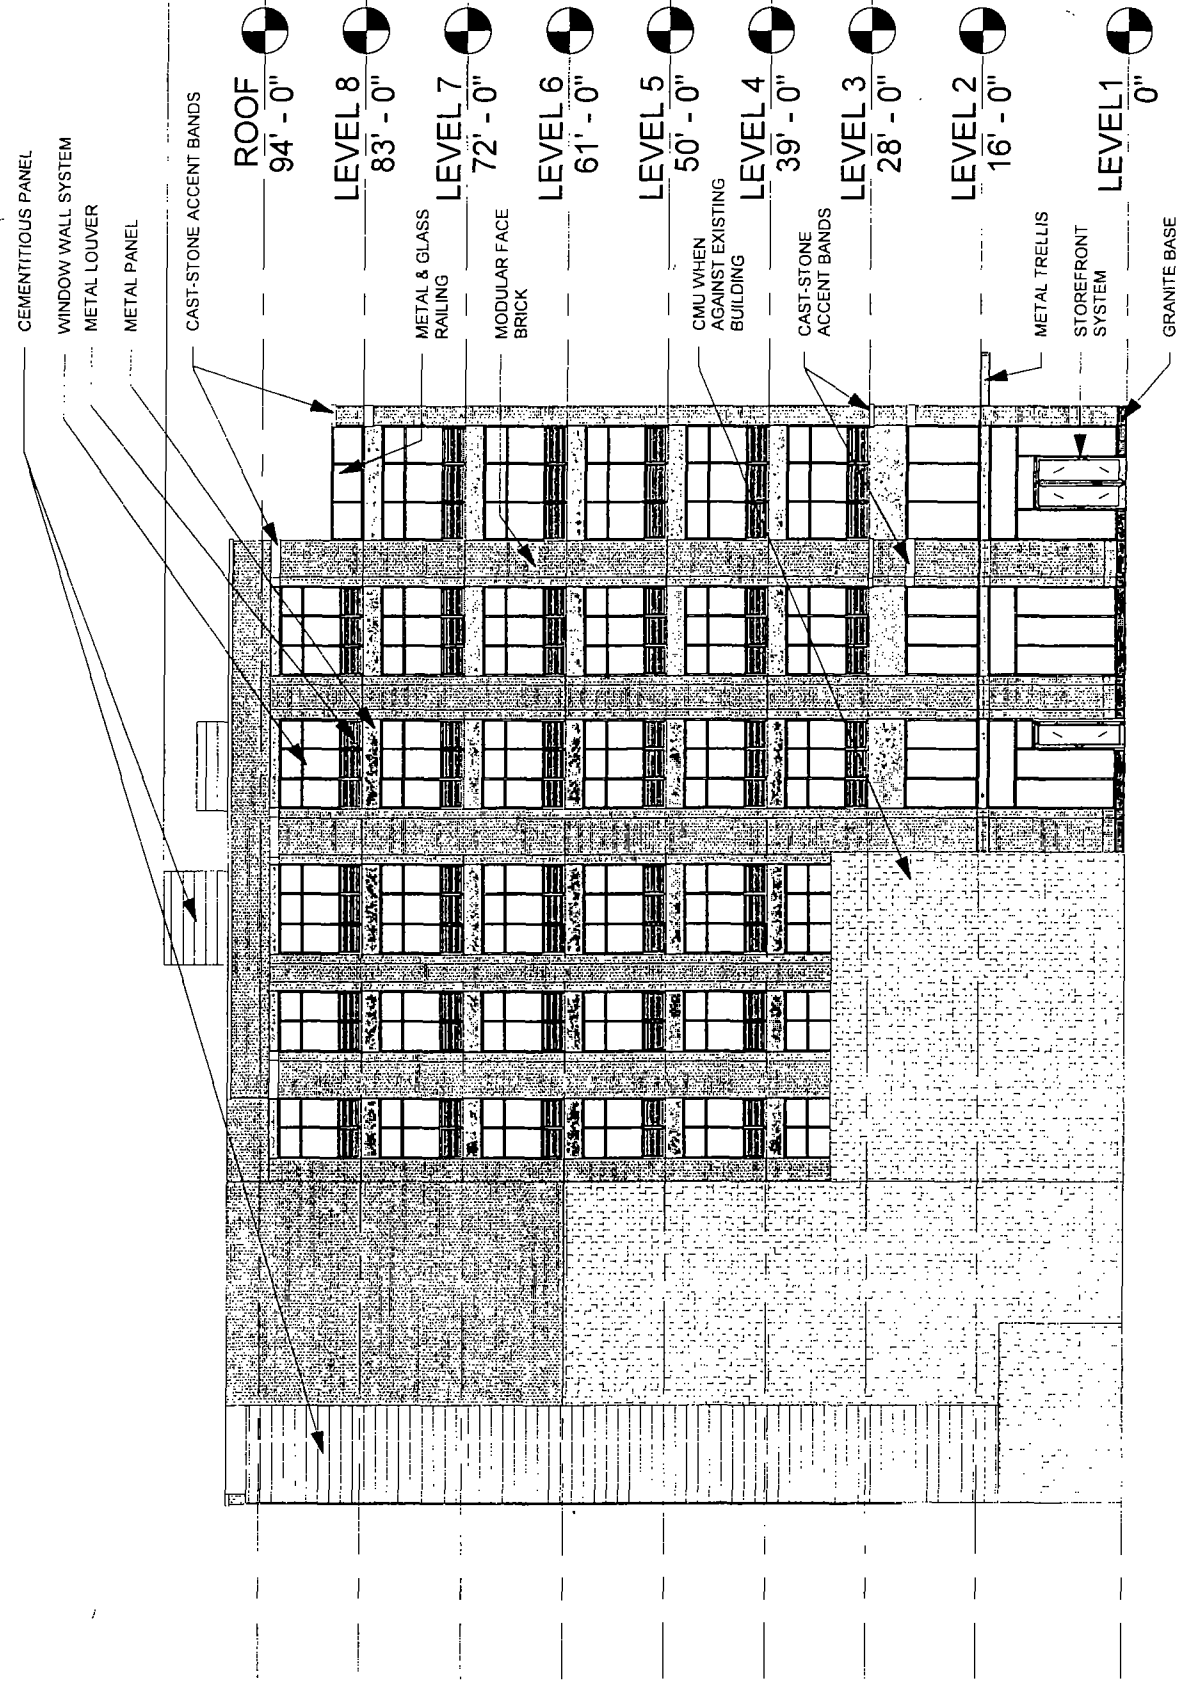 CEMENTITIOUS PANEL
WINDOW WALL SYSTEM
METAL LOUVER
METAL PANEL
CAST-STONE ACCENT BANDS
ROOF
94' - 0"
LEVEL 8
83' - 0"
METAL & GLASS
RAILING
LEVEL 7
72' - 0"
MODULAR FACE
BRICK
LEVEL 6
61' - 0"
LEVEL 5
50' - 0"
CMU WHEN
AGAINST EXISTING
BUILDING
LEVEL 4
39' - 0"
CAST-STONE
ACCENT BANDS
LEVEL 3
28' - 0"
LEVEL 2
16' - 0"
METAL TRELLIS
STOREFRONT
SYSTEM
LEVEL 1
0"
GRANITE BASE